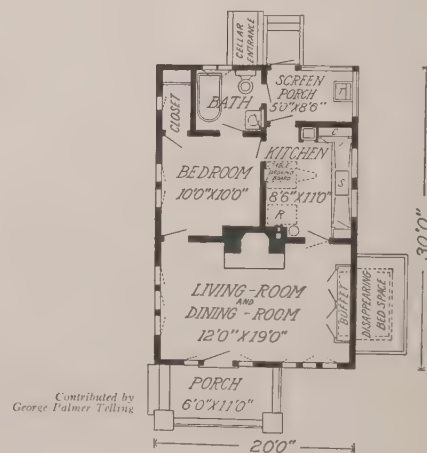 CELLAR
ENTRANCE
CLOSET
BATH
SCREEN
PORCH
5'0"X8'6"
BEDROOM
10'0"X10'0"
KITCHEN
8'6"X11'0"
C
S
R
LIVING-ROOM
AND
DINING-ROOM
12'0"X19'0"
BUFFET
DISAPPEARING
BED SPACE
30'0"
PORCH
6'0"X11'0"
20'0"
Contributed by
George Palmer Telling